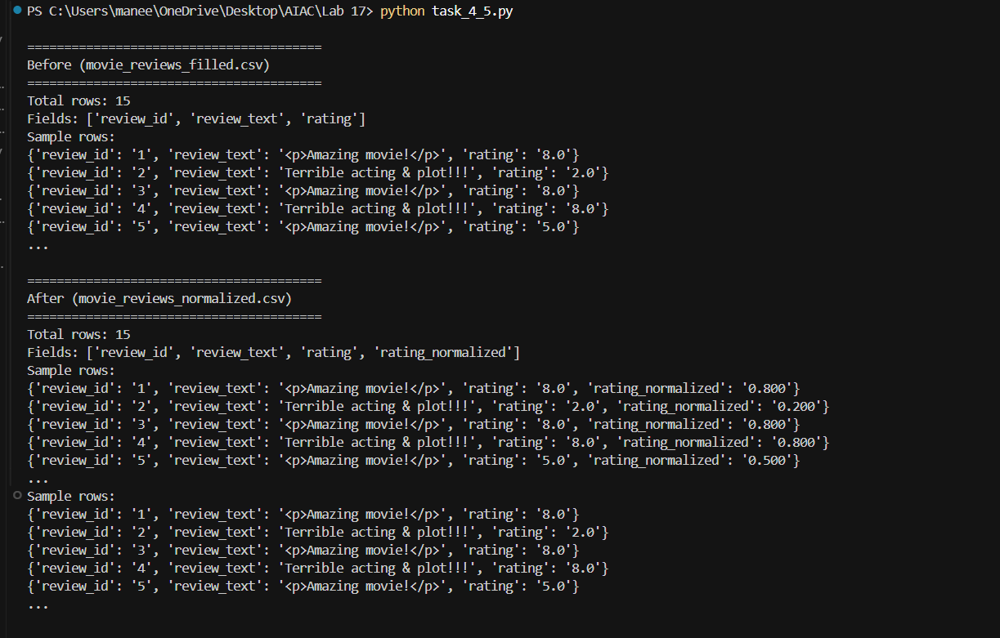 PS C:\Users\manee\OneDrive\Desktop\AIAC\Lab 17> python task_4_5.py
========================================
Before (movie_reviews_filled.csv)
========================================
Total rows: 15
Fields: ['review_id', 'review_text', 'rating']
Sample rows:
{'review_id': '1', 'review_text': '<p>Amazing movie!</p>', 'rating': '8.0'}
{'review_id': '2', 'review_text': 'Terrible acting & plot!!!', 'rating': '2.0'}
{'review_id': '3', 'review_text': '<p>Amazing movie!</p>', 'rating': '8.0'}
{'review_id': '4', 'review_text': 'Terrible acting & plot!!!', 'rating': '8.0'}
{'review_id': '5', 'review_text': '<p>Amazing movie!</p>', 'rating': '5.0'}
...
========================================
After (movie_reviews_normalized.csv)
========================================
Total rows: 15
Fields: ['review_id', 'review_text', 'rating', 'rating_normalized']
Sample rows:
{'review_id': '1', 'review_text': '<p>Amazing movie!</p>', 'rating': '8.0', 'rating_normalized': '0.800'}
{'review_id': '2', 'review_text': 'Terrible acting & plot!!!', 'rating': '2.0', 'rating_normalized': '0.200'}
{'review_id': '3', 'review_text': '<p>Amazing movie!</p>', 'rating': '8.0', 'rating_normalized': '0.800'}
{'review_id': '4', 'review_text': 'Terrible acting & plot!!!', 'rating': '8.0', 'rating_normalized': '0.800'}
{'review_id': '5', 'review_text': '<p>Amazing movie!</p>', 'rating': '5.0', 'rating_normalized': '0.500'}
...
Sample rows:
{'review_id': '1', 'review_text': '<p>Amazing movie!</p>', 'rating': '8.0'}
{'review_id': '2', 'review_text': 'Terrible acting & plot!!!', 'rating': '2.0'}
{'review_id': '3', 'review_text': '<p>Amazing movie!</p>', 'rating': '8.0'}
{'review_id': '4', 'review_text': 'Terrible acting & plot!!!', 'rating': '8.0'}
{'review_id': '5', 'review_text': '<p>Amazing movie!</p>', 'rating': '5.0'}
...